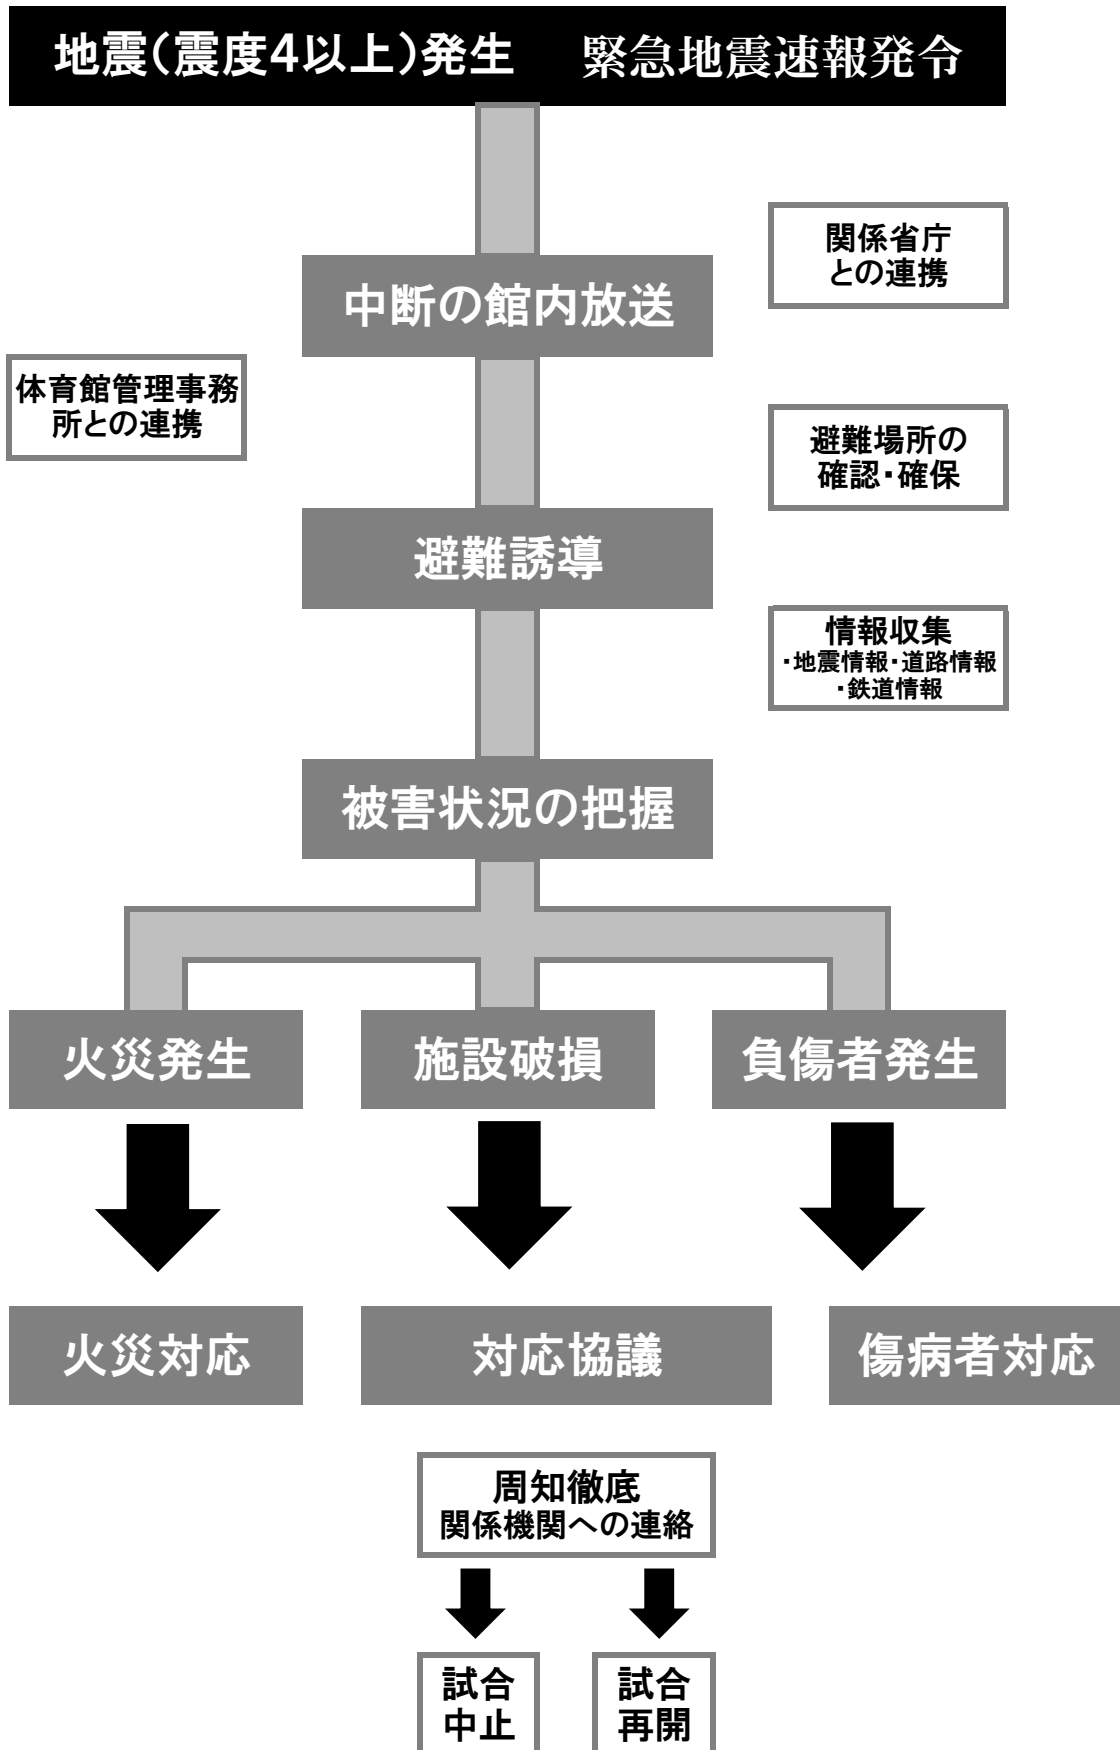 地震（震度4以上）発生　緊急地震速報発令
関係省庁
との連携
中断の館内放送
体育館管理事務
所との連携
避難場所の
確認・確保
避難誘導
情報収集
・地震情報・道路情報
・鉄道情報
被害状況の把握
火災発生
施設破損
負傷者発生
火災対応
対応協議
傷病者対応
周知徹底
関係機関への連絡
試合
中止
試合
再開